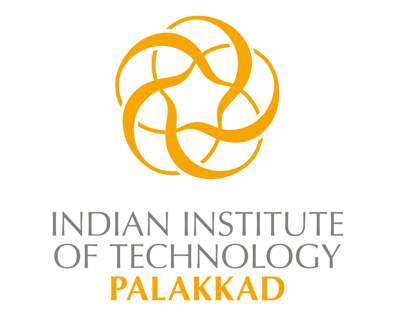 INDIAN INSTITUTE
OF TECHNOLOGY
PALAKKAD